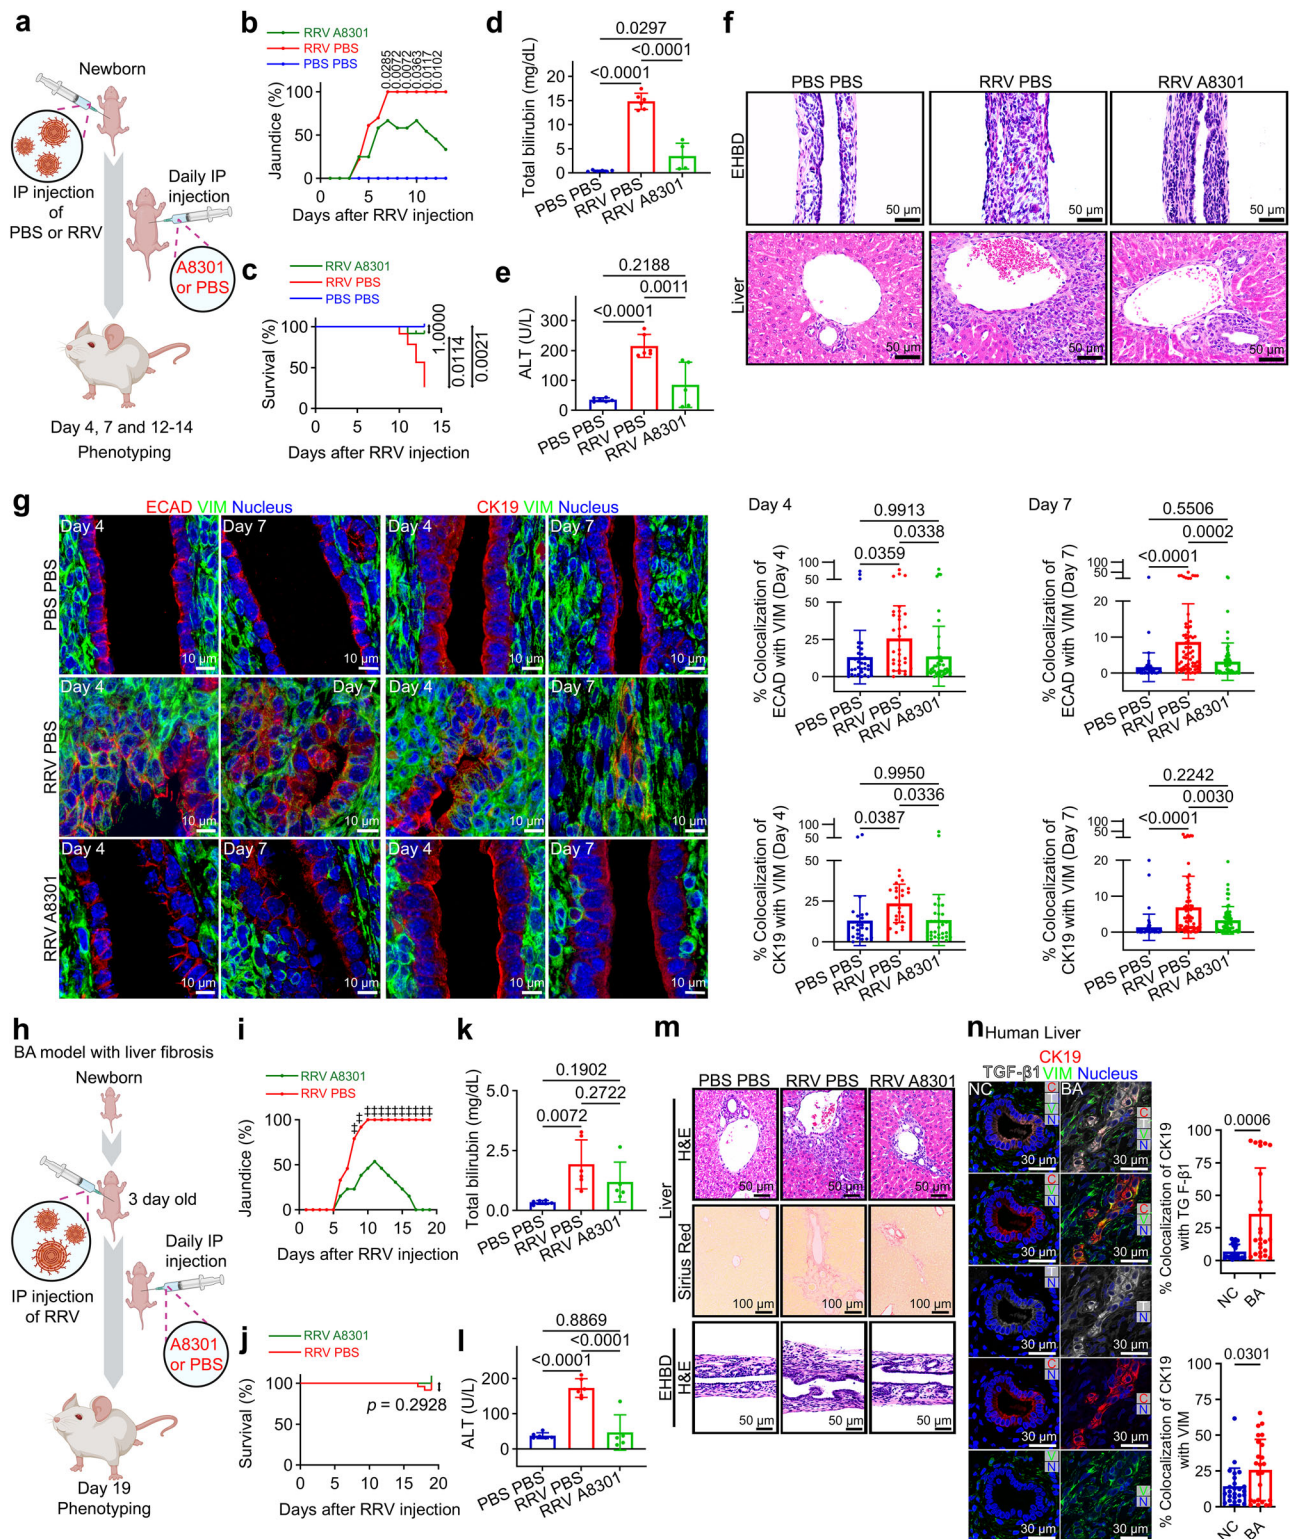 a
Newborn
IP injection
of
PBS or RRV
Daily IP
injection
A8301
or PBS
Day 4, 7 and 12-14
Phenotyping
b
RRV A8301
RRV PBS
PBS PBS
0.0285
0.0072
0.0072
0.0363
0.0117
0.0102
Jaundice (%)
100
50
0
0 5 10
Days after RRV injection
c
RRV A8301
RRV PBS
PBS PBS
Survival (%)
100
50
0
0 5 10 15
Days after RRV injection
1.0000
0.0114
0.0021
d
0.0297
<0.0001
<0.0001
Total bilirubin (mg/dL)
20
15
10
5
0
PBS PBS
RRV PBS
RRV A8301
e
0.2188
0.0011
<0.0001
ALT (U/L)
300
200
100
0
PBS PBS
RRV PBS
RRV A8301
f
PBS PBS RRV PBS RRV A8301
EHBD
50 µm 50 µm 50 µm
Liver
50 µm 50 µm 50 µm
g
ECAD VIM Nucleus CK19 VIM Nucleus
PBS PBS
Day 4 Day 7 Day 4 Day 7
10 µm 10 µm 10 µm 10 µm
RRV PBS
Day 4 Day 7 Day 4 Day 7
10 µm 10 µm 10 µm 10 µm
RRV A8301
Day 4 Day 7 Day 4 Day 7
10 µm 10 µm 10 µm 10 µm
Day 4
0.9913
0.0338
0.0359
% Colocalization of
ECAD with VIM (Day 4)
100
50
50
25
0
PBS PBS
RRV PBS
RRV A8301
Day 7
0.5506
0.0002
<0.0001
% Colocalization of
ECAD with VIM (Day 7)
100
50
20
10
0
PBS PBS
RRV PBS
RRV A8301
0.9950
0.0336
0.0387
% Colocalization of
CK19 with VIM (Day 4)
100
50
50
25
0
PBS PBS
RRV PBS
RRV A8301
0.2242
0.0030
<0.0001
% Colocalization of
CK19 with VIM (Day 7)
100
50
20
10
0
PBS PBS
RRV PBS
RRV A8301
h
BA model with liver fibrosis
Newborn
3 day old
IP injection
of RRV
Daily IP
injection
A8301
or PBS
Day 19
Phenotyping
i
RRV A8301
RRV PBS
‡‡‡‡‡‡‡‡‡‡‡‡
Jaundice (%)
100
50
0
0 5 10 15 20
Days after RRV injection
j
RRV A8301
RRV PBS
Survival (%)
100
50
0
p = 0.2928
0 5 10 15 20
Days after RRV injection
k
0.1902
0.2722
0.0072
Total bilirubin (mg/dL)
5.0
2.5
0.0
PBS PBS
RRV PBS
RRV A8301
l
0.8869
<0.0001
<0.0001
ALT (U/L)
200
100
0
PBS PBS
RRV PBS
RRV A8301
m
PBS PBS RRV PBS RRV A8301
Liver
H&E
50 µm 50 µm 50 µm
Sirius Red
100 µm 100 µm 100 µm
EHBD
H&E
50 µm 50 µm 50 µm
n
Human Liver
CK19
TGF-β1 VIM Nucleus
NC BA
C T V N C T V N
30 µm 30 µm
C V N C V N
30 µm 30 µm
T N T N
30 µm 30 µm
C N C N
30 µm 30 µm
V N V N
30 µm 30 µm
0.0006
% Colocalization of CK19
with TG F-β1
100
75
50
25
0
NC BA
0.0301
% Colocalization of CK19
with VIM
100
75
50
25
0
NC BA